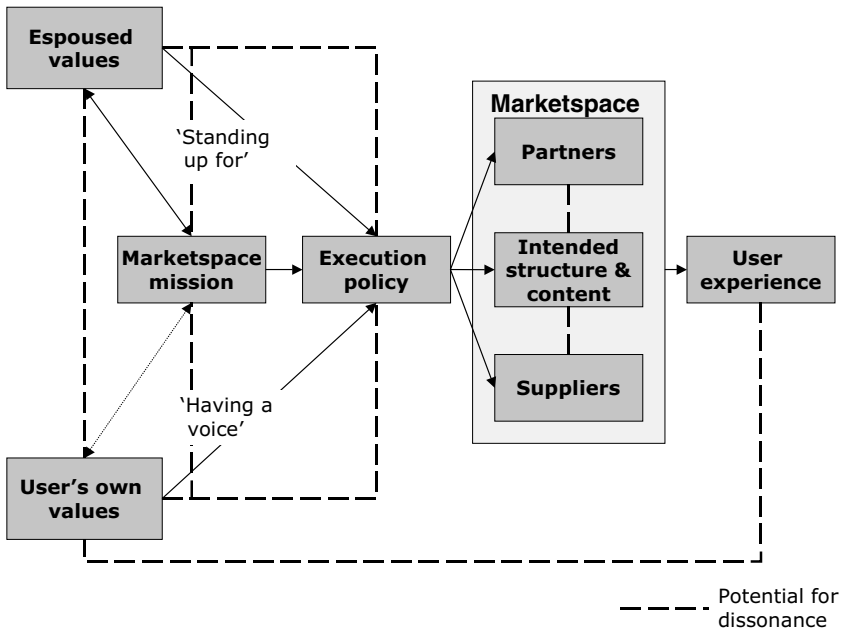 Espoused
values
‘Standing
up for’
Marketspace
mission
Execution
policy
‘Having a
voice’
User’s own
values
Marketspace
Partners
Intended
structure &
content
Suppliers
User
experience
Potential for
dissonance